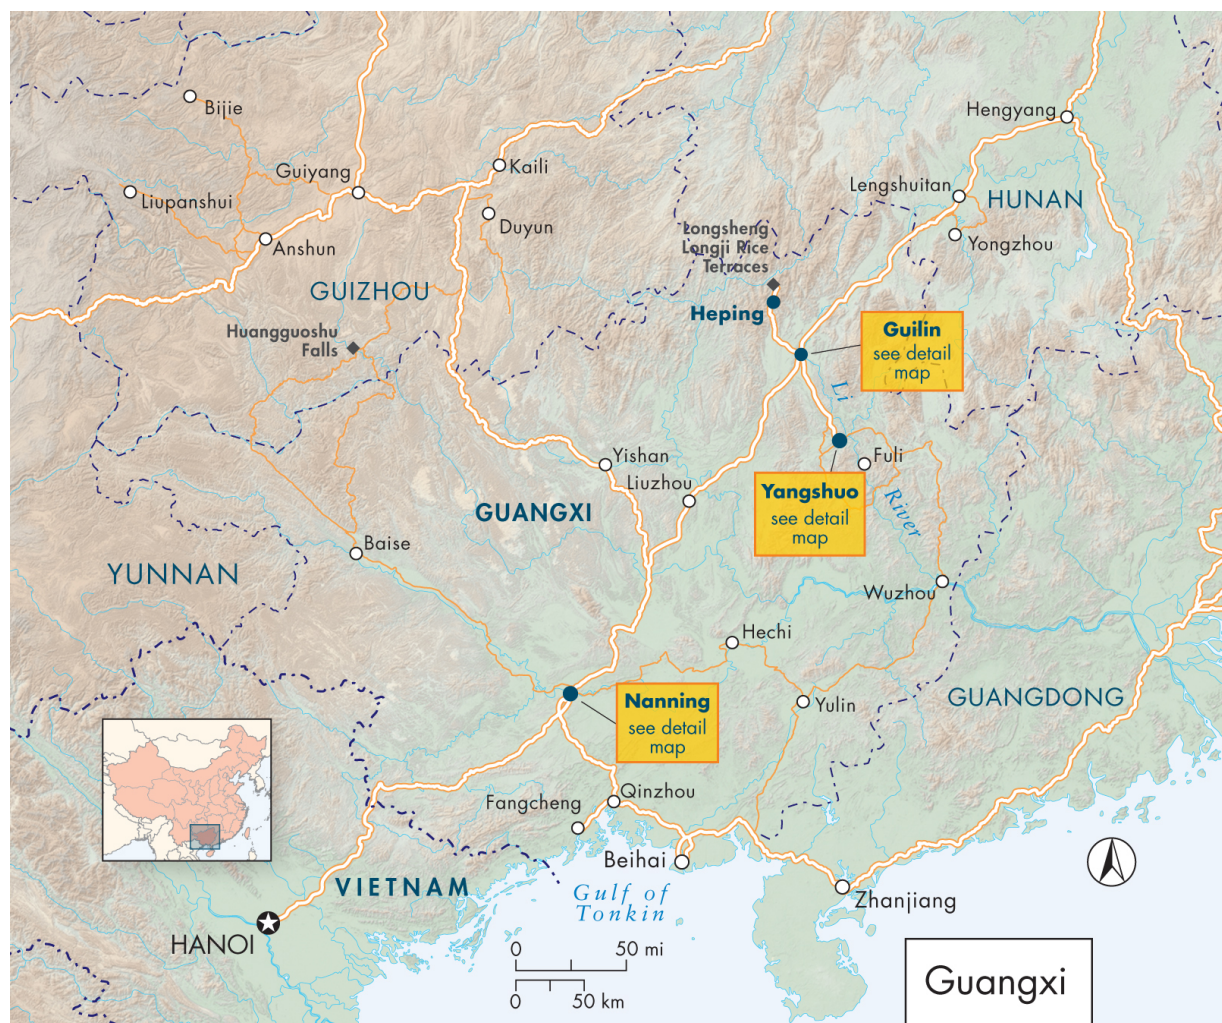 Bijie
Hengyang
Guiyang
Kaili
Lengshuitan
HUNAN
Liupanshui
Anshun
Duyun
Yongzhou
Longsheng
Longji Rice
Terraces
GUIZHOU
Heping
Huangguoshu
Falls
Guilin
see detail
map
Li
River
Yishan
Liuzhou
Fuli
Yangshuo
see detail
map
GUANGXI
Baise
YUNNAN
Wuzhou
Hechi
Nanning
see detail
map
Yulin
GUANGDONG
Fangcheng
Qinzhou
Beihai
VIETNAM
Gulf of
Tonkin
Zhanjiang
HANOI
0 50 mi
0 50 km
Guangxi